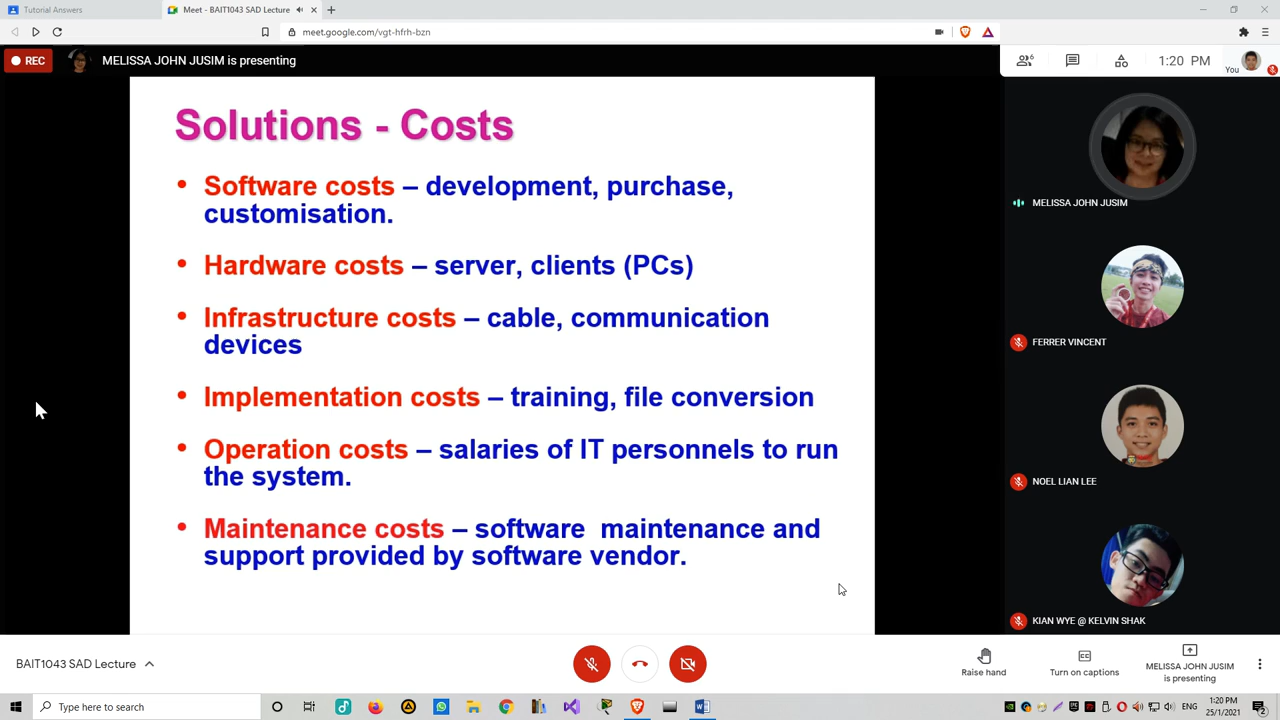 Tutorial Answers
Meet - BAIT1043 SAD Lecture
meet.google.com/vgt-hfrh-bzn
REC
MELISSA JOHN JUSIM is presenting
6
1:20 PM
You
Solutions - Costs
• Software costs – development, purchase,
customisation.
• Hardware costs – server, clients (PCs)
• Infrastructure costs – cable, communication
devices
• Implementation costs – training, file conversion
• Operation costs – salaries of IT personnels to run
the system.
• Maintenance costs – software maintenance and
support provided by software vendor.
MELISSA JOHN JUSIM
FERRER VINCENT
NOEL LIAN LEE
KIAN WYE @ KELVIN SHAK
BAIT1043 SAD Lecture
Raise hand
Turn on captions
MELISSA JOHN JUSIM
is presenting
Type here to search
ENG
1:20 PM
25/1/2021